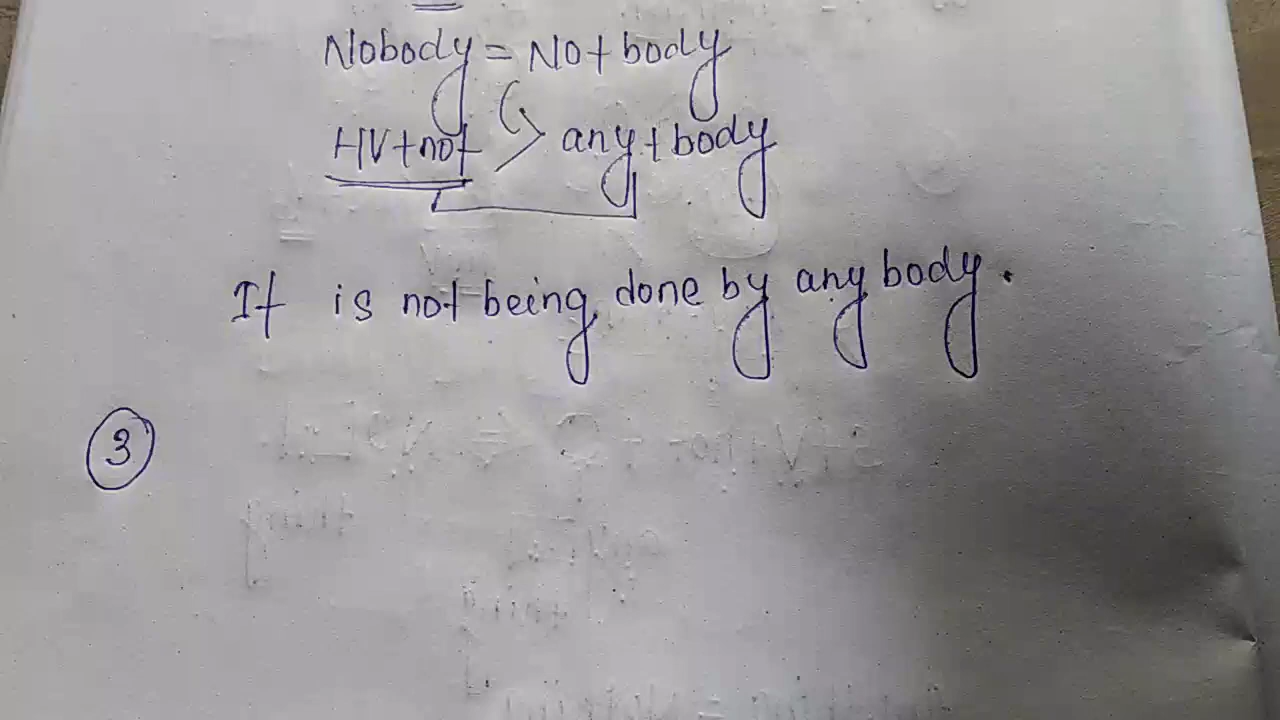 Nobody = No+body
HV+not > any+body
It is not being done by any body.
3